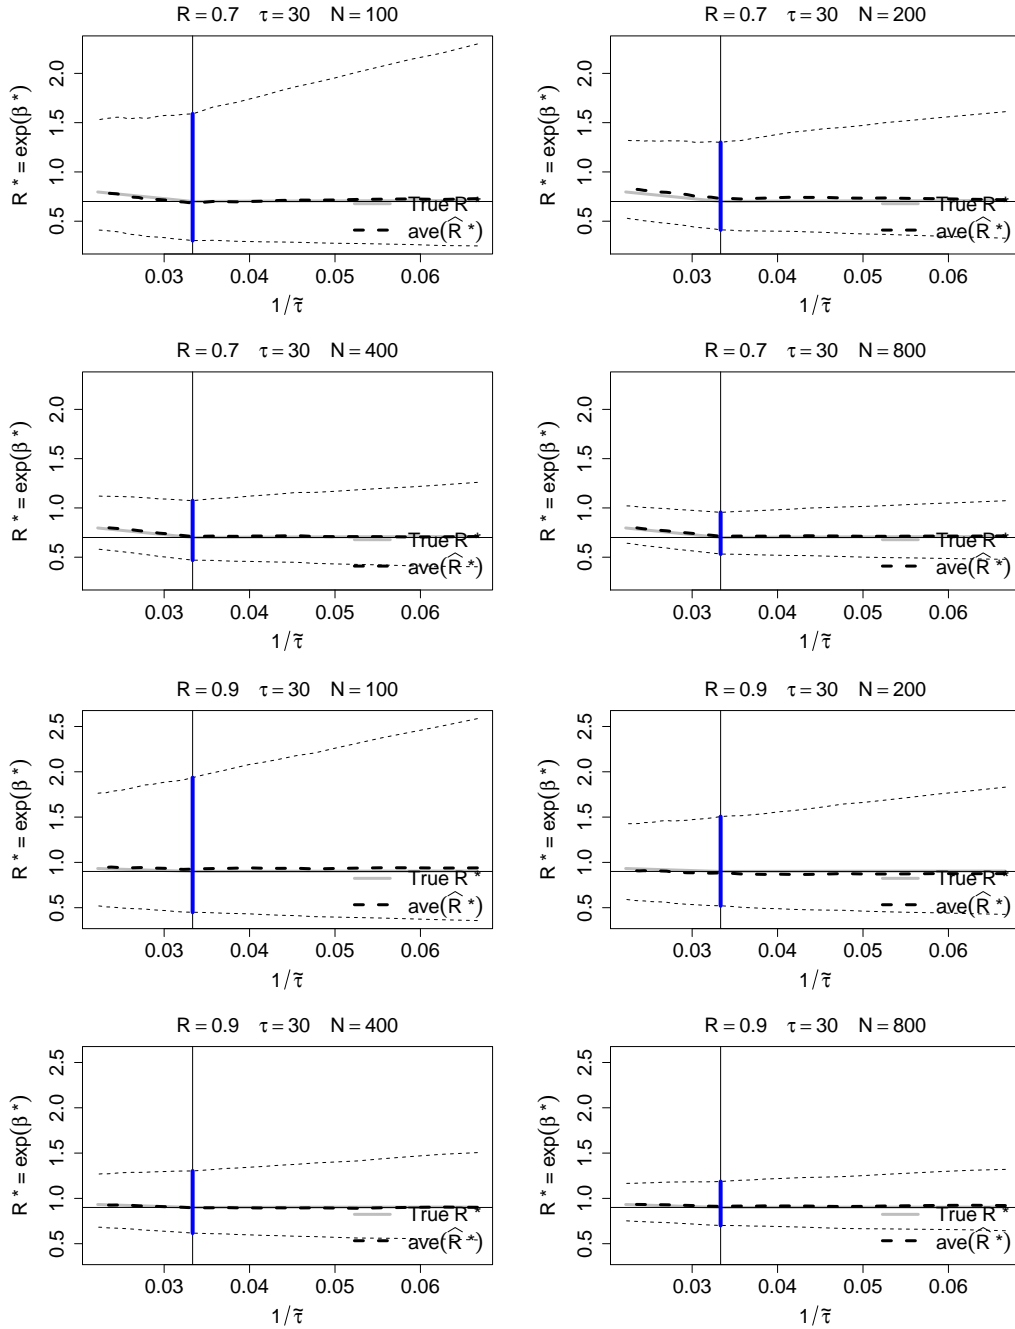 R = 0.7 τ = 30 N = 100
R * = exp(β *)
2.0
1.5
1.0
0.5
True R *
ave(R̂ *)
0.03 0.04 0.05 0.06
1/τ̃
R = 0.7 τ = 30 N = 200
R * = exp(β *)
2.0
1.5
1.0
0.5
True R *
ave(R̂ *)
0.03 0.04 0.05 0.06
1/τ̃
R = 0.7 τ = 30 N = 400
R * = exp(β *)
2.0
1.5
1.0
0.5
True R *
ave(R̂ *)
0.03 0.04 0.05 0.06
1/τ̃
R = 0.7 τ = 30 N = 800
R * = exp(β *)
2.0
1.5
1.0
0.5
True R *
ave(R̂ *)
0.03 0.04 0.05 0.06
1/τ̃
R = 0.9 τ = 30 N = 100
R * = exp(β *)
2.5
2.0
1.5
1.0
0.5
True R *
ave(R̂ *)
0.03 0.04 0.05 0.06
1/τ̃
R = 0.9 τ = 30 N = 200
R * = exp(β *)
2.5
2.0
1.5
1.0
0.5
True R *
ave(R̂ *)
0.03 0.04 0.05 0.06
1/τ̃
R = 0.9 τ = 30 N = 400
R * = exp(β *)
2.5
2.0
1.5
1.0
0.5
True R *
ave(R̂ *)
0.03 0.04 0.05 0.06
1/τ̃
R = 0.9 τ = 30 N = 800
R * = exp(β *)
2.5
2.0
1.5
1.0
0.5
True R *
ave(R̂ *)
0.03 0.04 0.05 0.06
1/τ̃